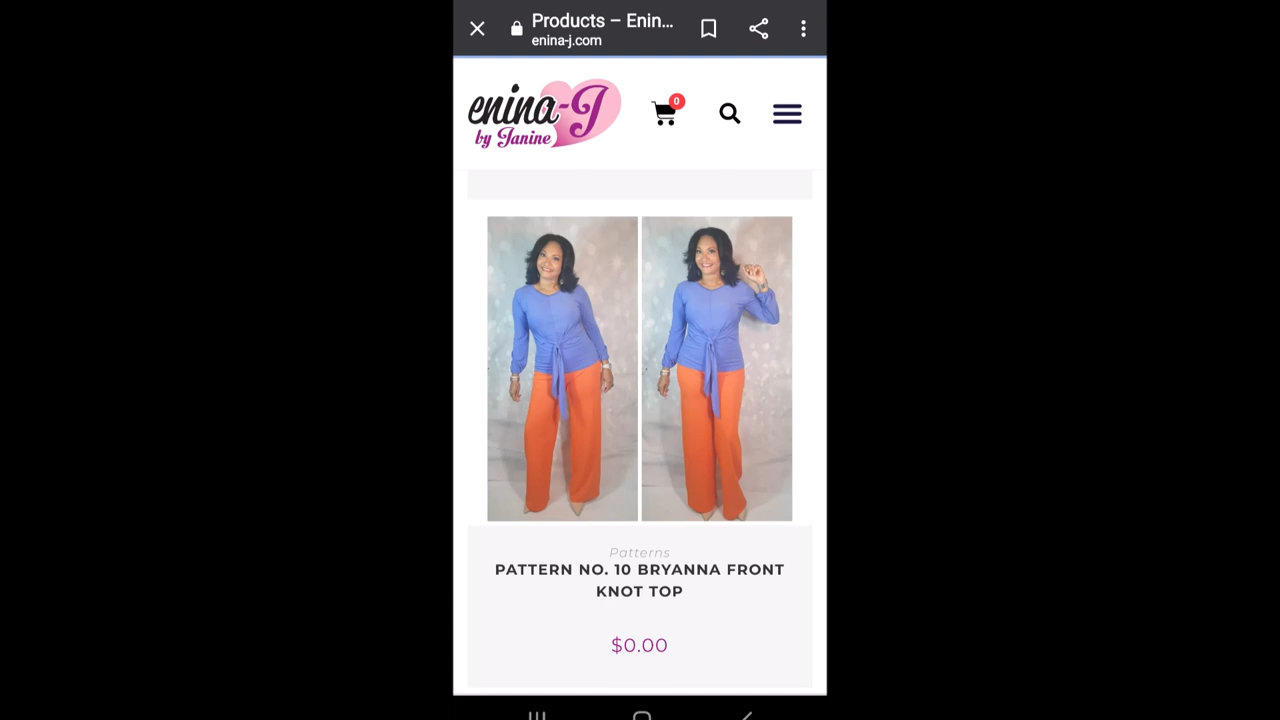 Products – Enin...
enina-j.com
enina-J
by Janine
0
Patterns
PATTERN NO. 10 BRYANNA FRONT
KNOT TOP
$0.00